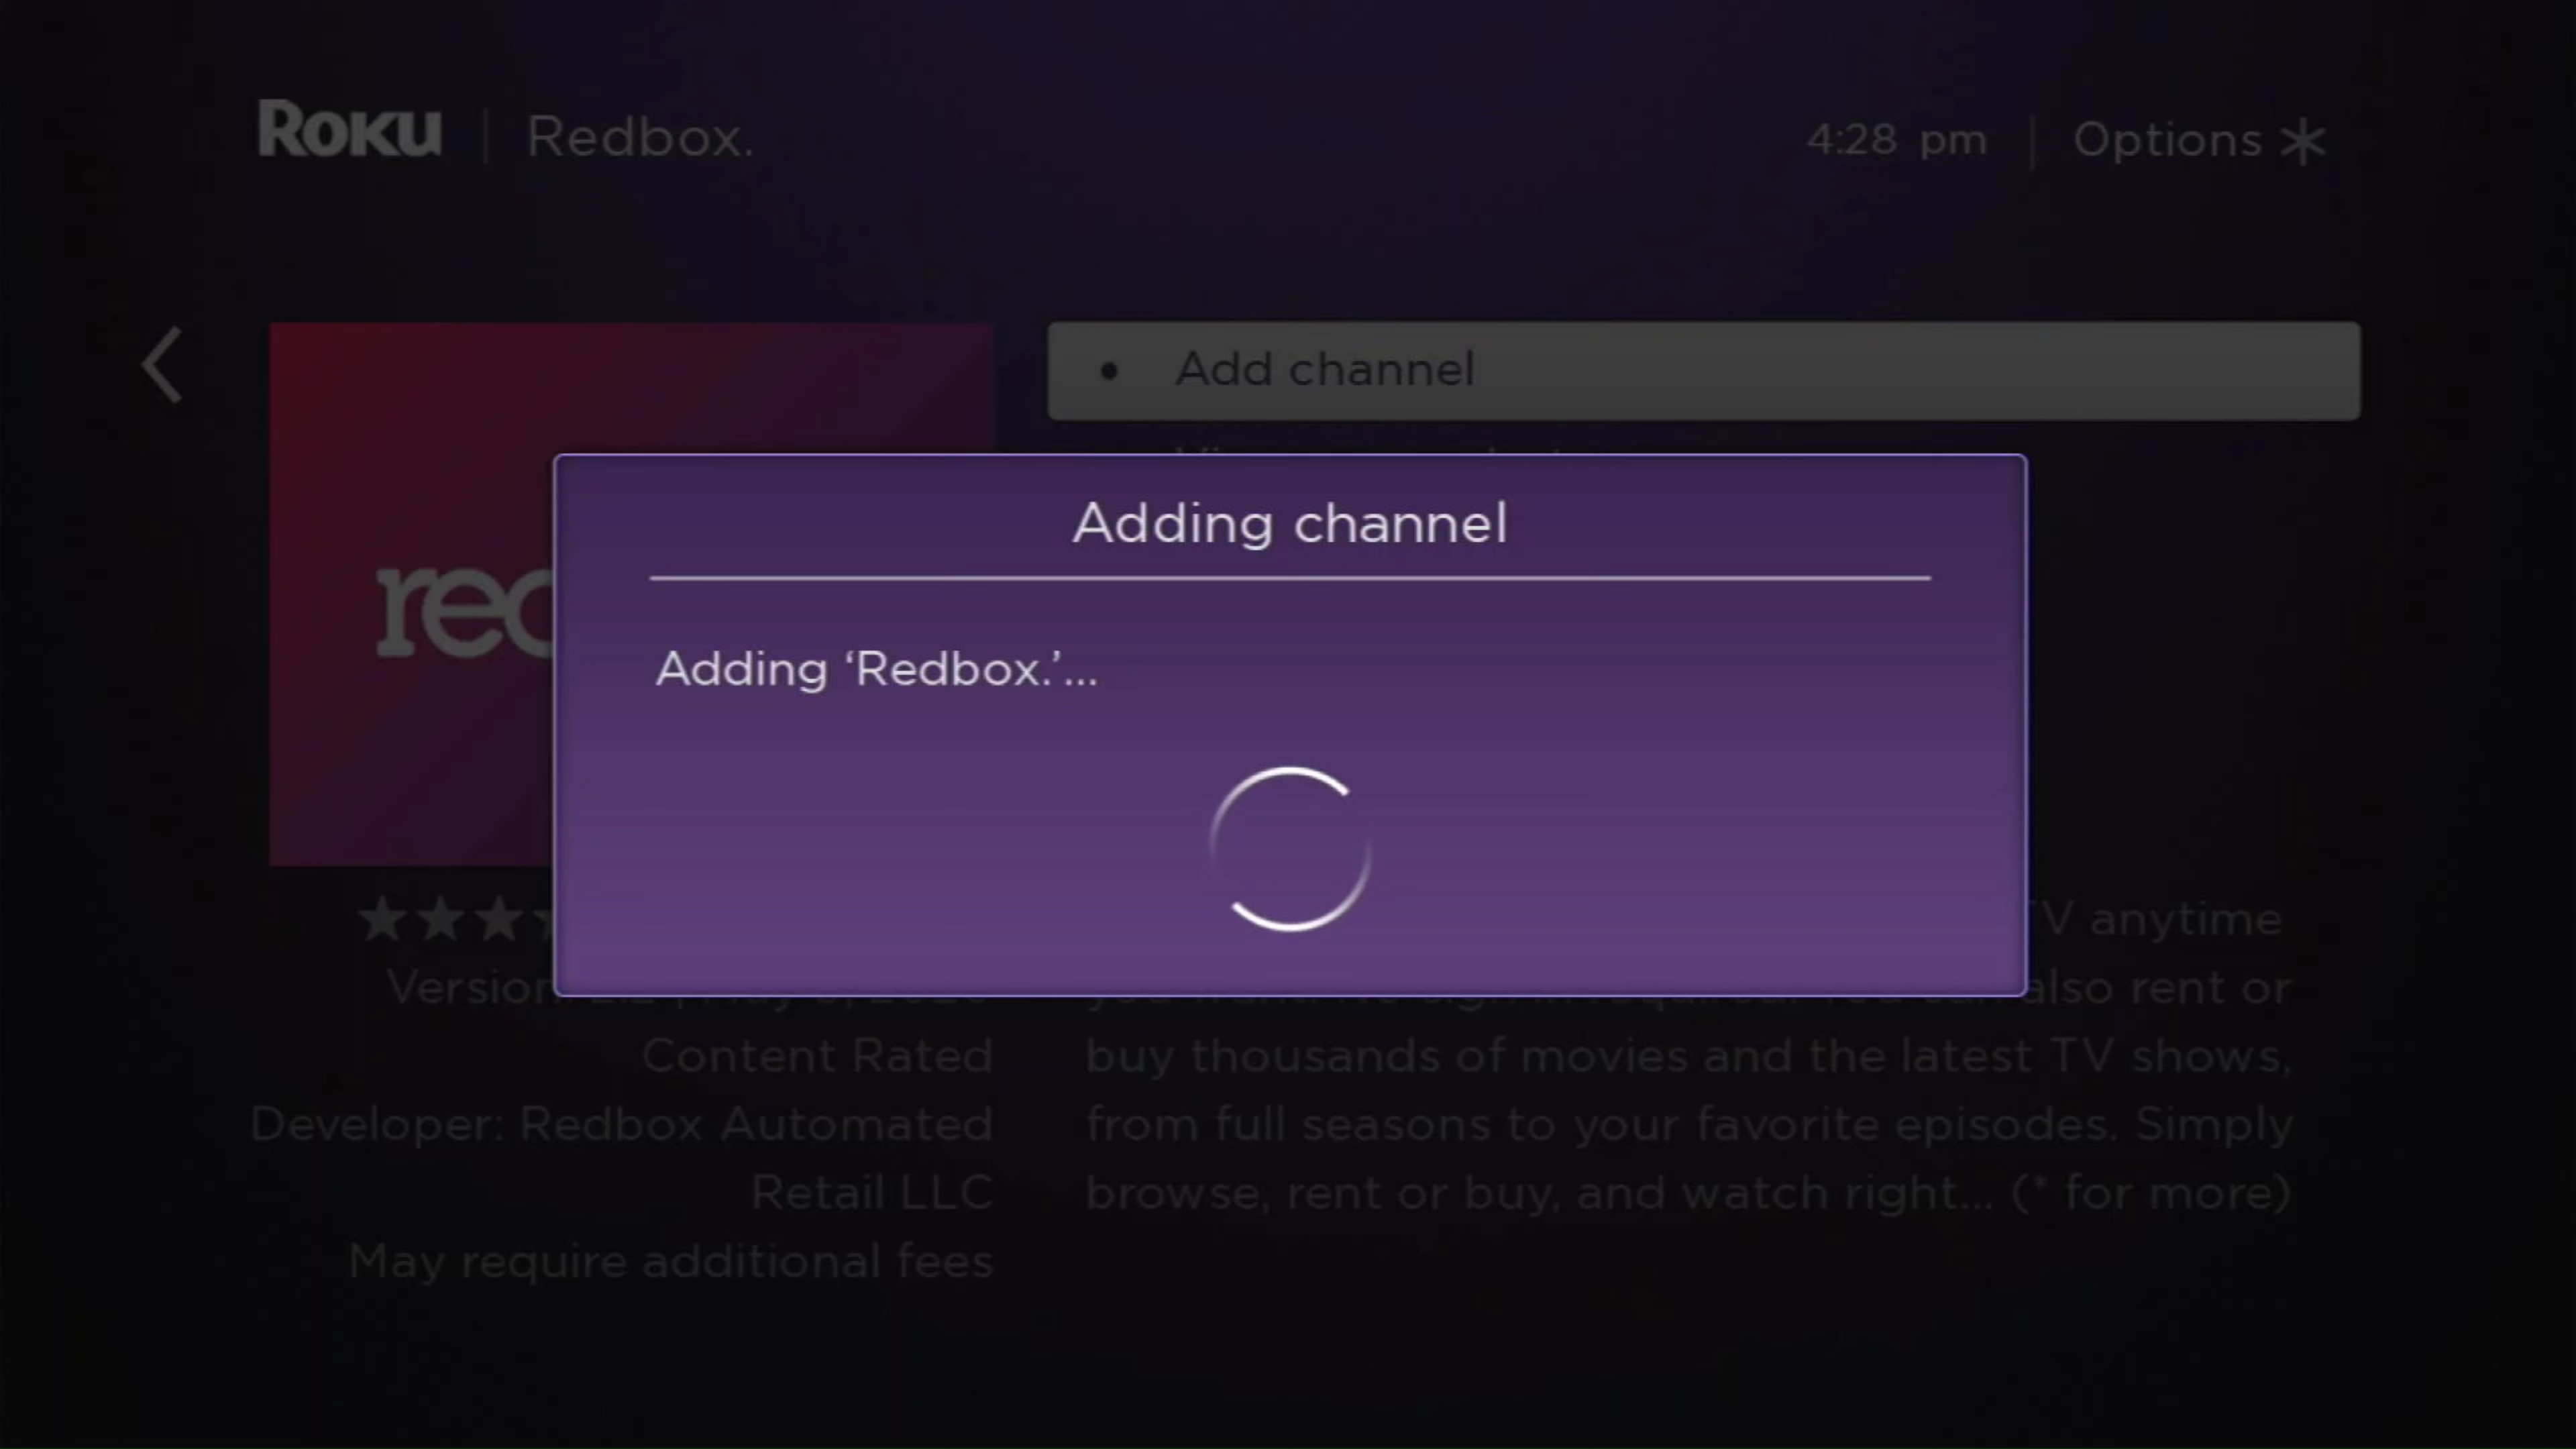 Roku | Redbox.
4:28 pm | Options
Add channel
Adding channel
Adding ‘Redbox.’...
V anytime
Version
also rent or
Content Rated
buy thousands of movies and the latest TV shows,
Developer: Redbox Automated
from full seasons to your favorite episodes. Simply
Retail LLC
browse, rent or buy, and watch right... (* for more)
May require additional fees